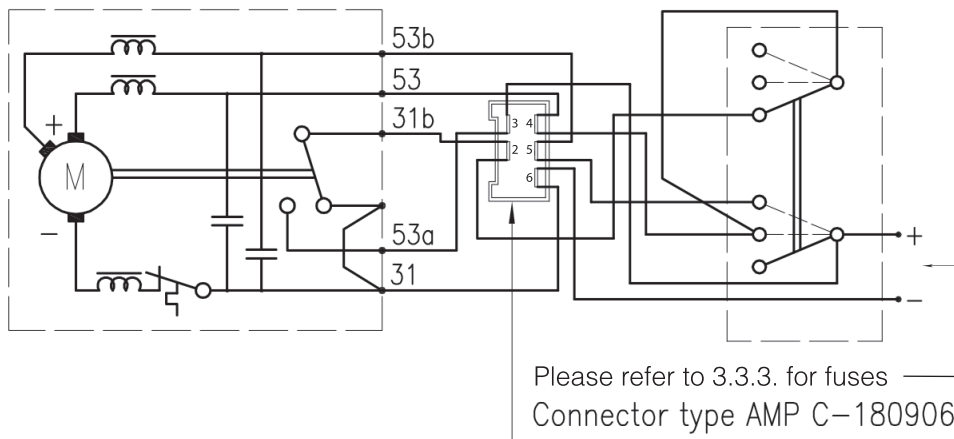 53b
53
31b
+
3 4
M
2 5
6
−
53a
+
31
−
Please refer to 3.3.3. for fuses
Connector type AMP C-180906